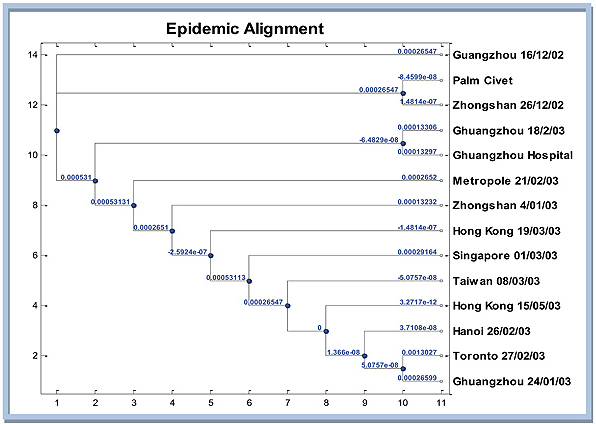 Epidemic Alignment
14
0.00026547
Guangzhou 16/12/02
-8.4599e-08
Palm Civet
0.00026547
12
1.4814e-07
Zhongshan 26/12/02
0.00013306
Ghuangzhou 18/2/03
-6.4829e-08
10
0.00013297
Ghuangzhou Hospital
0.000531
0.0002652
Metropole 21/02/03
8
0.00053131
0.00013232
Zhongshan 4/01/03
0.0002651
-1.4814e-07
Hong Kong 19/03/03
6
-2.5924e-07
0.00029164
Singapore 01/03/03
0.00053113
-5.0757e-08
Taiwan 08/03/03
4
0.00026547
3.2717e-12
Hong Kong 15/05/03
0
3.7108e-08
Hanoi 26/02/03
2
1.366e-08
0.0013027
Toronto 27/02/03
5.0757e-08
0.00026599
Ghuangzhou 24/01/03
1 2 3 4 5 6 7 8 9 10 11